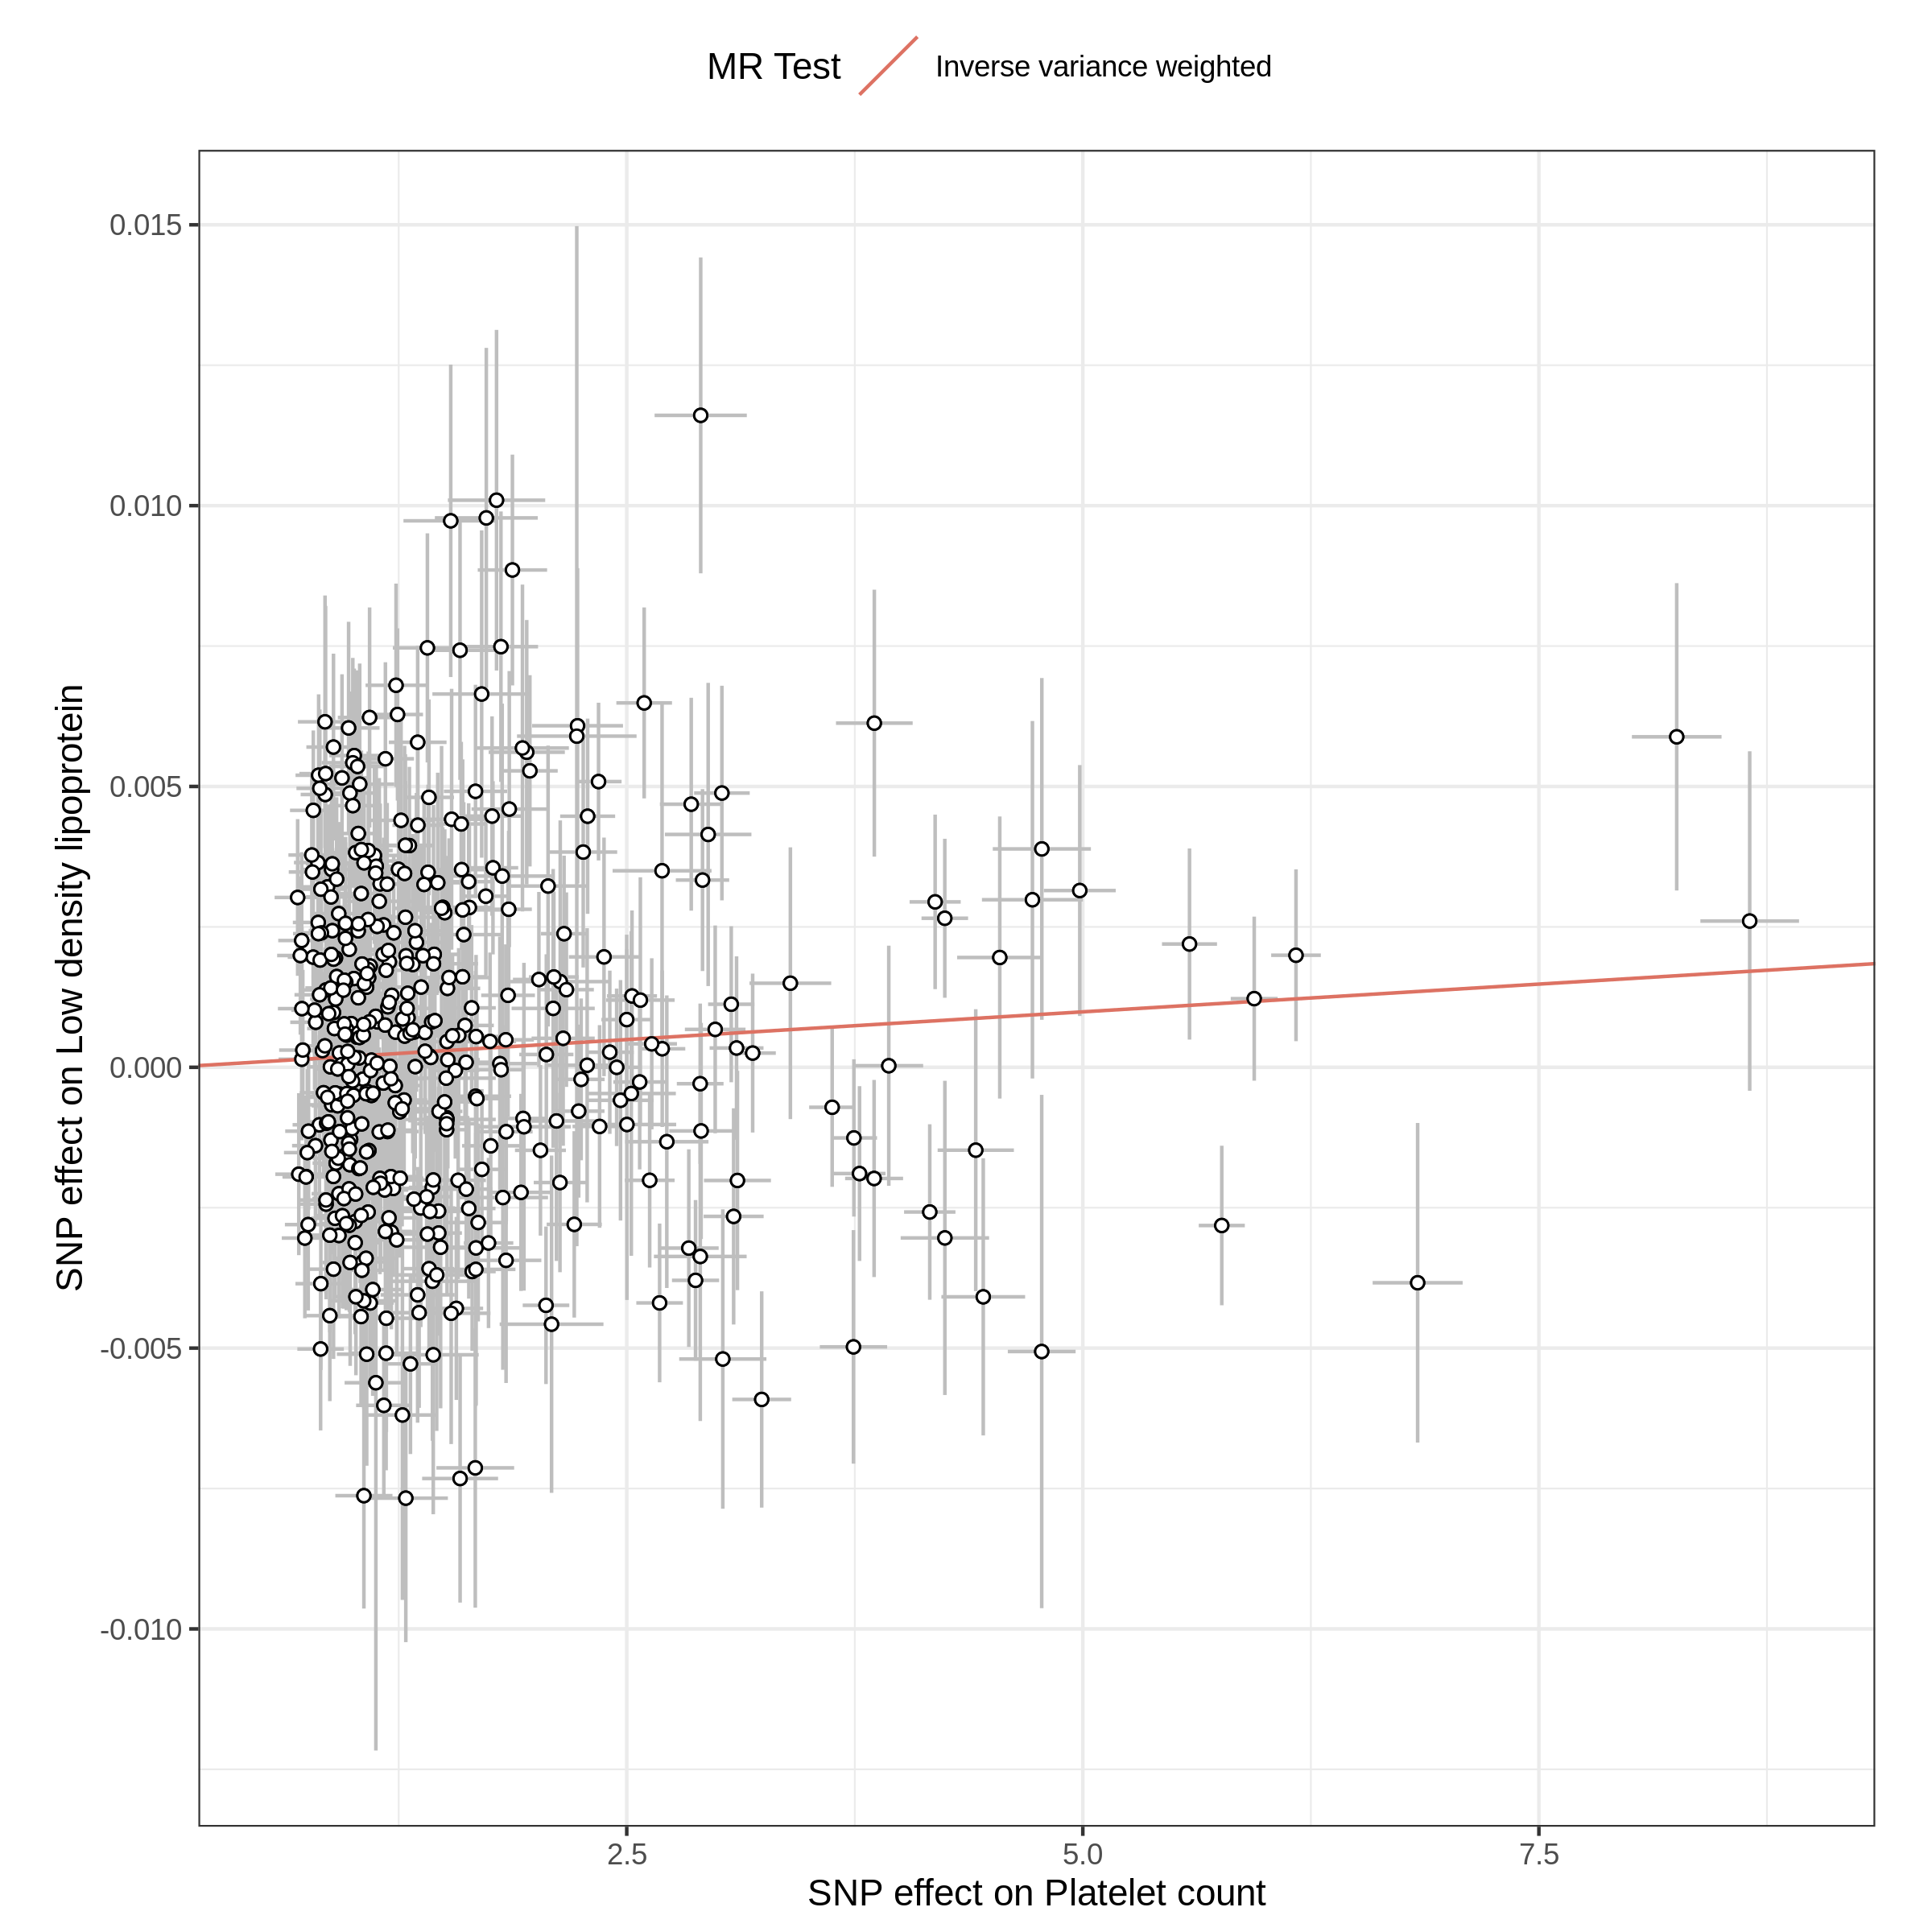 MR Test Inverse variance weighted
SNP effect on Low density lipoprotein
0.015
0.010
0.005
0.000
-0.005
-0.010
2.5 5.0 7.5
SNP effect on Platelet count